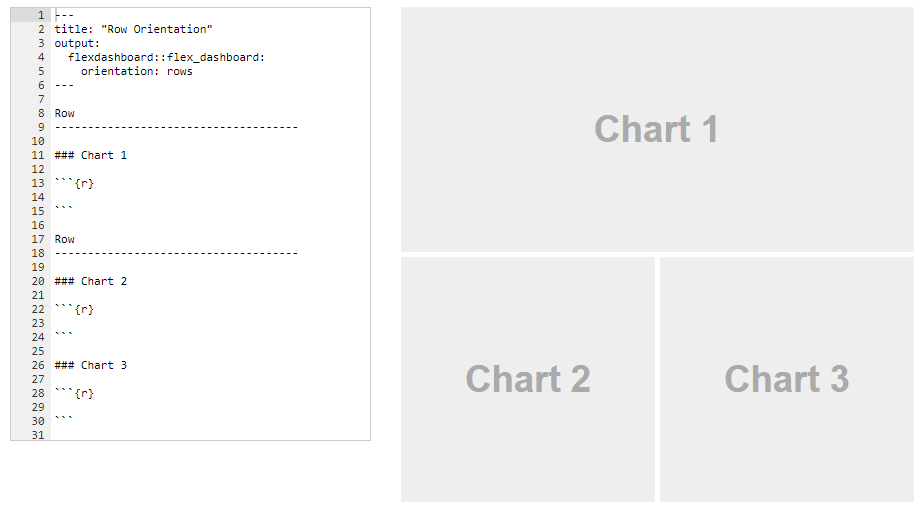 1 ---
2 title: "Row Orientation"
3 output:
4   flexdashboard::flex_dashboard:
5     orientation: rows
6 ---
7
8 Row
9 -------------------------------------
10
11 ### Chart 1
12
13 ```{r}
14
15 ```
16
17 Row
18 -------------------------------------
19
20 ### Chart 2
21
22 ```{r}
23
24 ```
25
26 ### Chart 3
27
28 ```{r}
29
30 ```
31
Chart 1
Chart 2
Chart 3